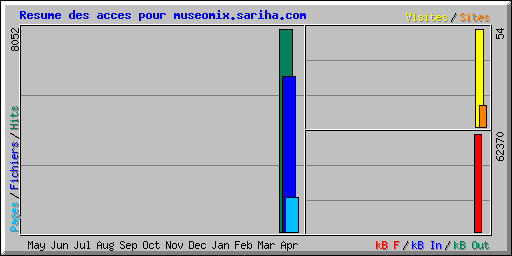 Resume des acces pour museomix.sariha.com
Visites/Sites
8052
54
Pages/Fichiers/Hits
62370
May Jun Jul Aug Sep Oct Nov Dec Jan Feb Mar Apr
kB F/kB In/kB Out